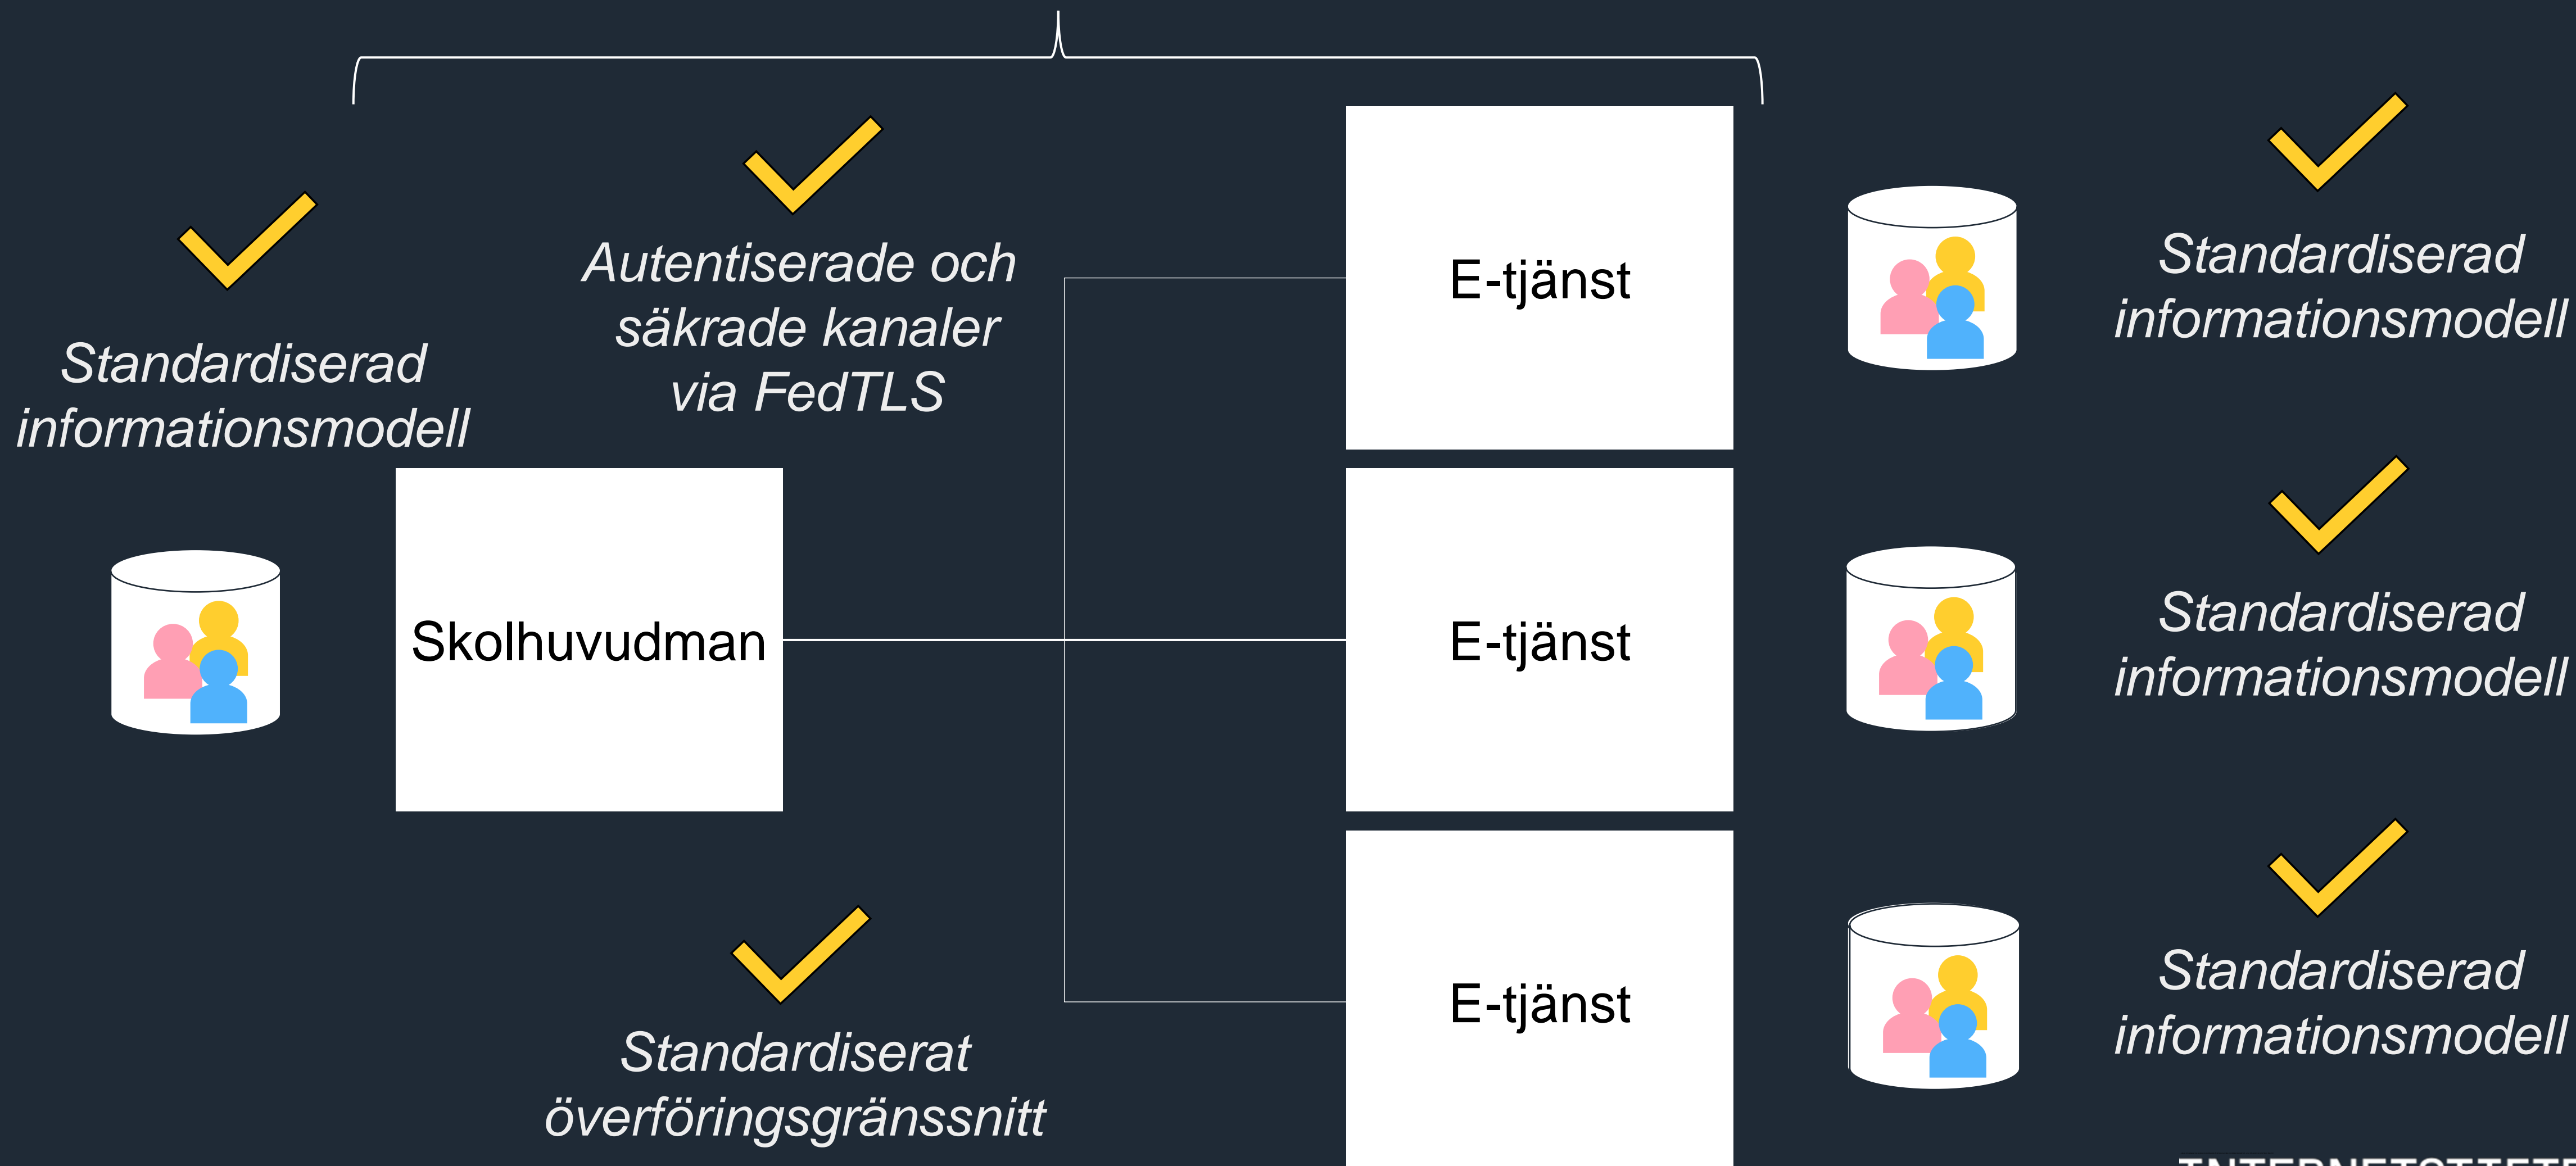 Standardiserad
informationsmodell
Autentiserade och
säkrade kanaler
via FedTLS
E-tjänst
Standardiserad
informationsmodell
Skolhuvudman
E-tjänst
Standardiserad
informationsmodell
Standardiserat
överföringsgränssnitt
E-tjänst
Standardiserad
informationsmodell